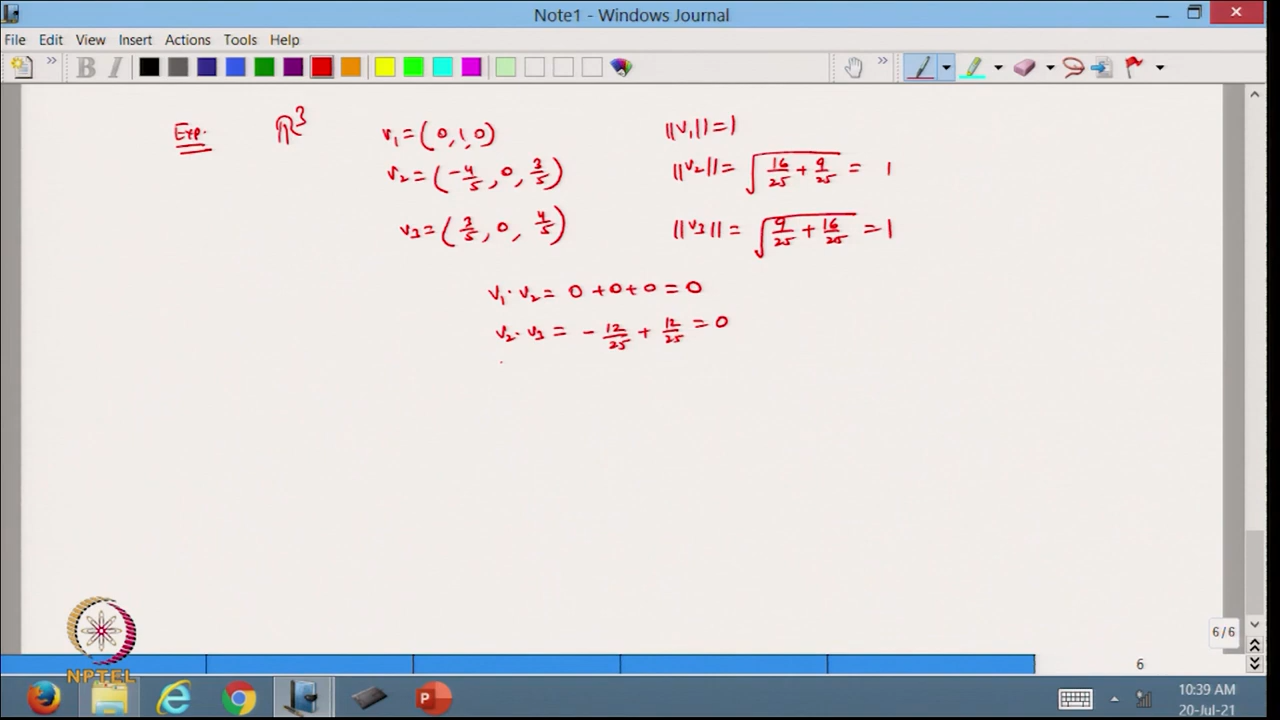 Note1 - Windows Journal
File Edit View Insert Actions Tools Help
Exp. ℝ³ v₁ = (0, 1, 0) ||v₁|| = 1
v₂ = (-4/5, 0, 3/5) ||v₂|| = √(16/25 + 9/25) = 1
v₃ = (3/5, 0, 4/5) ||v₃|| = √(9/25 + 16/25) = 1
v₁ · v₂ = 0 + 0 + 0 = 0
v₂ · v₃ = -12/25 + 12/25 = 0
6/6
6
NPTEL
10:39 AM
20-Jul-21